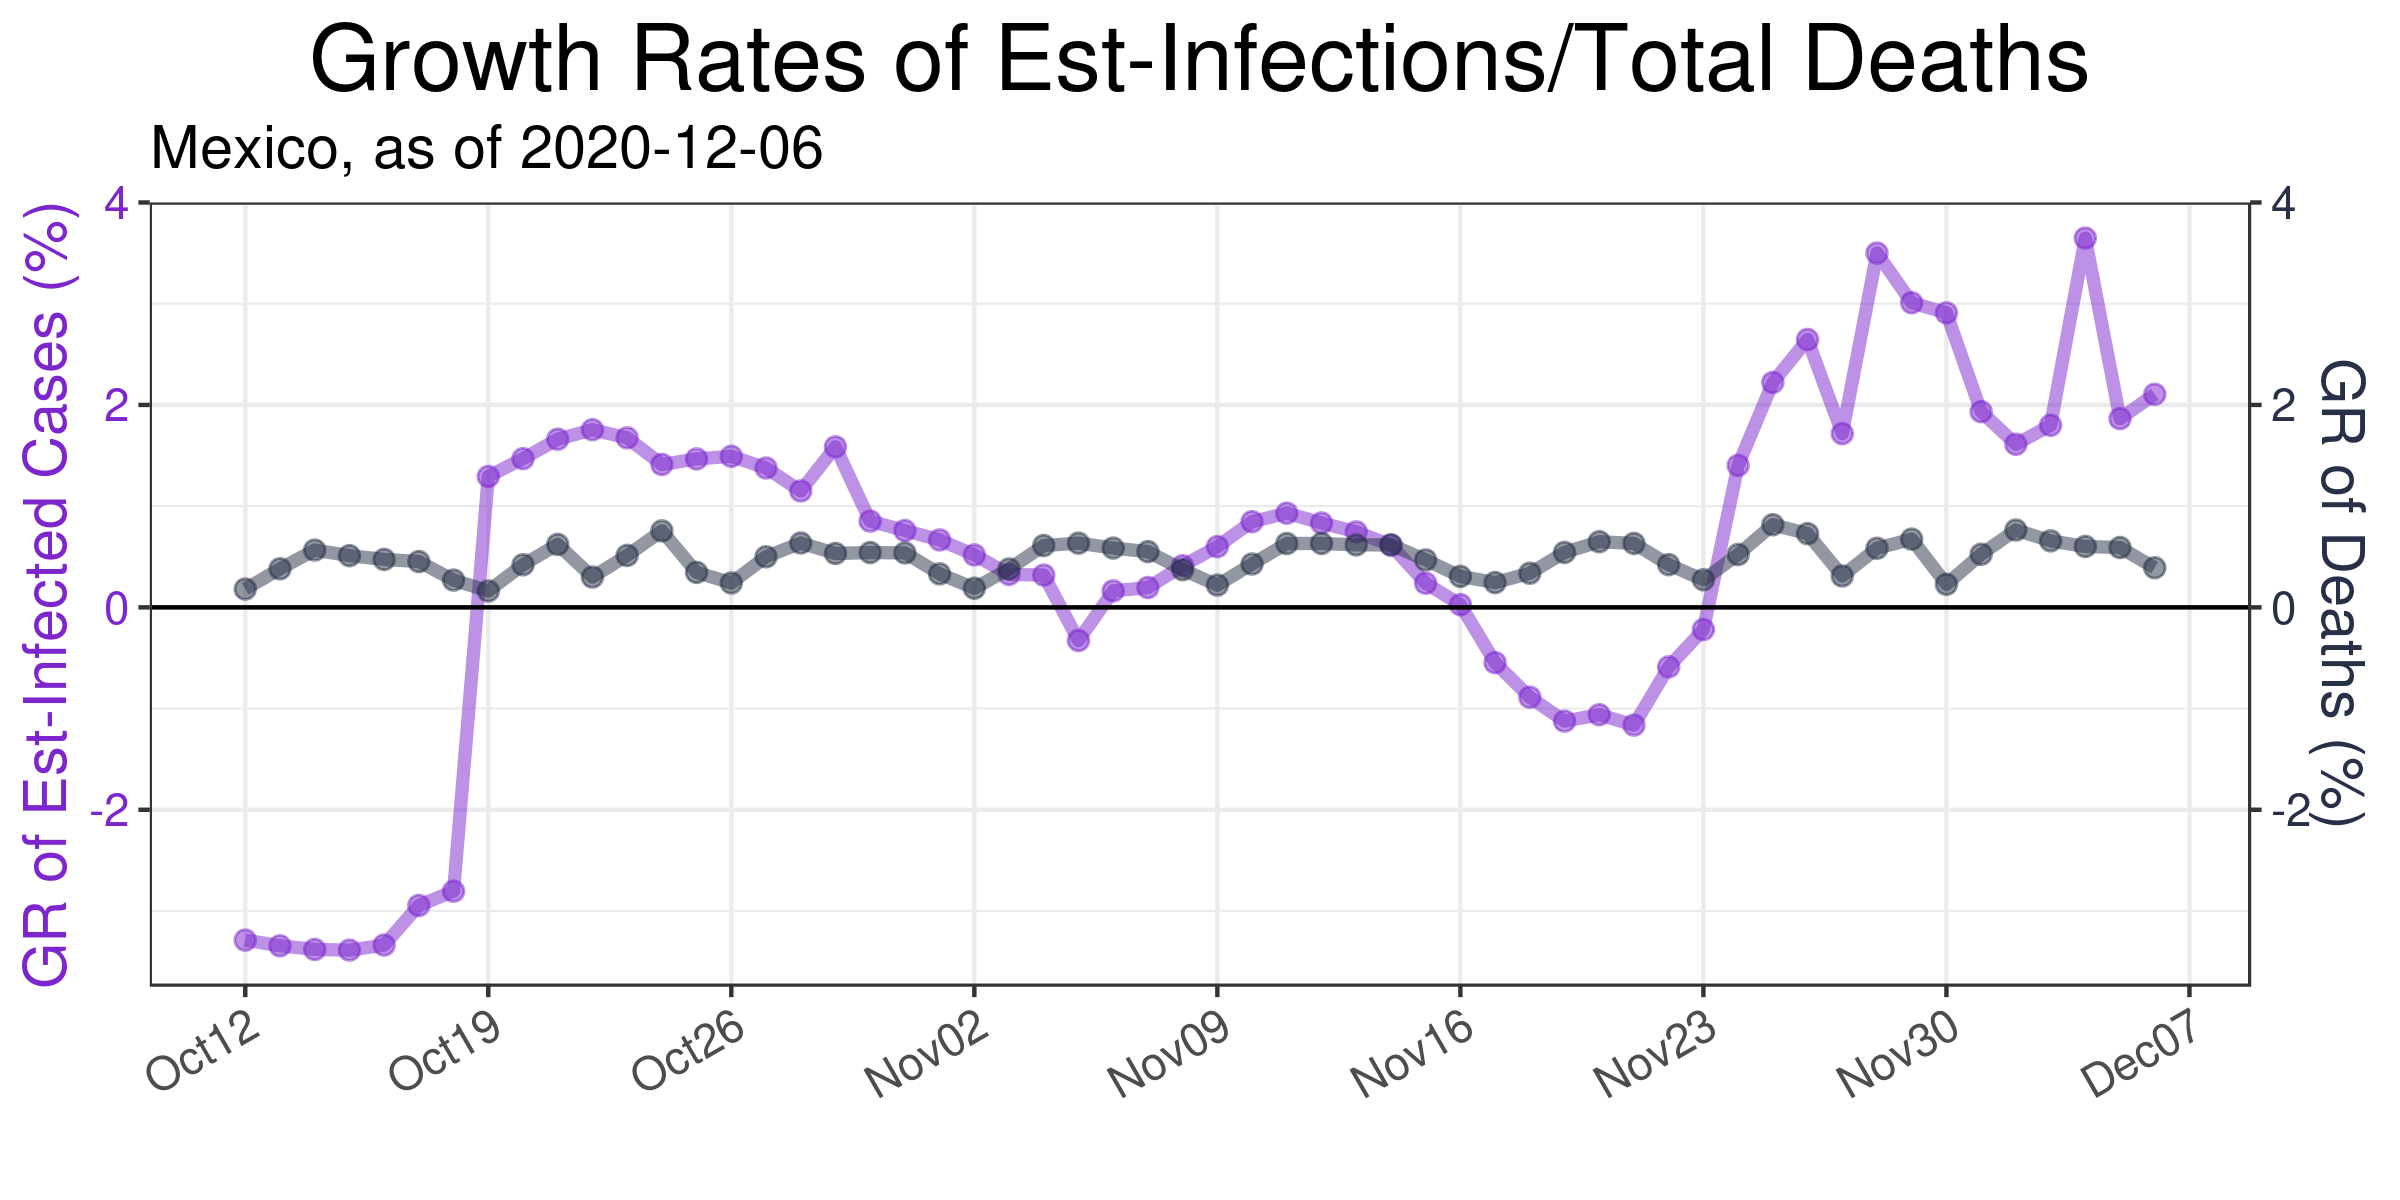 Growth Rates of Est-Infections/Total Deaths
Mexico, as of 2020-12-06
GR of Est-Infected Cases (%)
4
2
0
-2
4
2
0
-2
GR of Deaths (%)
Oct12
Oct19
Oct26
Nov02
Nov09
Nov16
Nov23
Nov30
Dec07